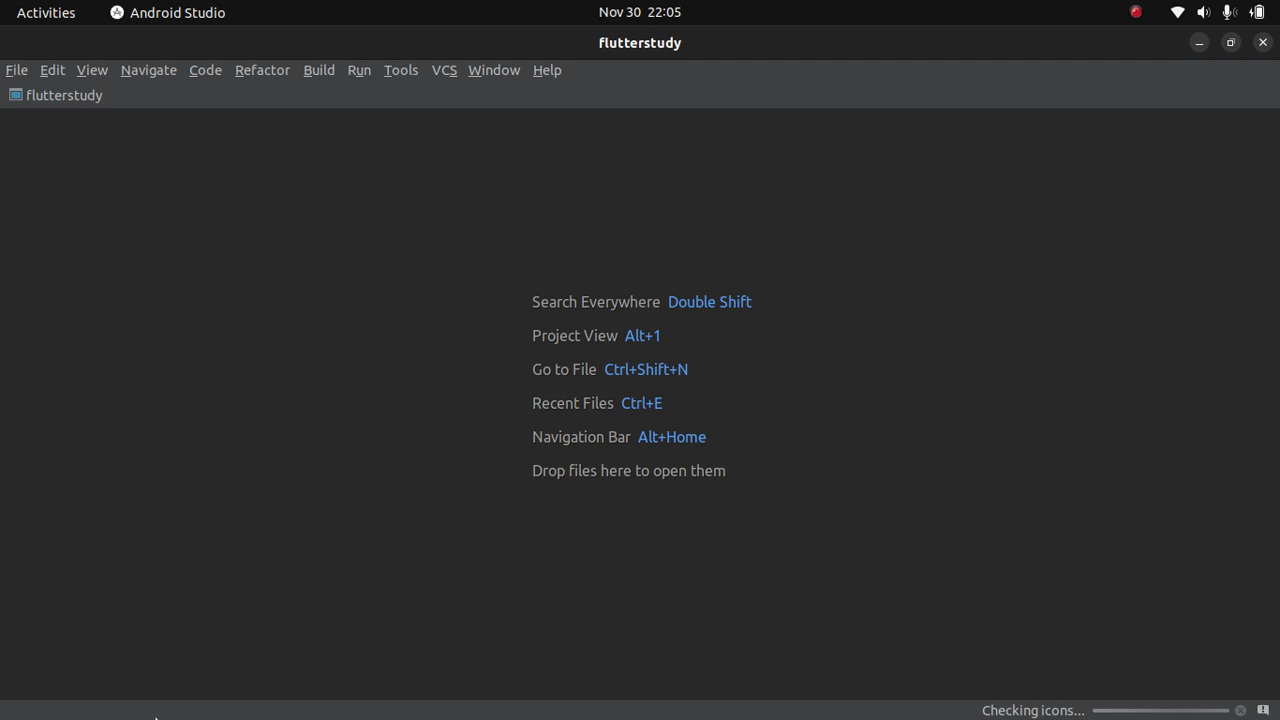 Activities Android Studio Nov 30 22:05
flutterstudy
File Edit View Navigate Code Refactor Build Run Tools VCS Window Help
flutterstudy
Search Everywhere Double Shift
Project View Alt+1
Go to File Ctrl+Shift+N
Recent Files Ctrl+E
Navigation Bar Alt+Home
Drop files here to open them
Checking icons...